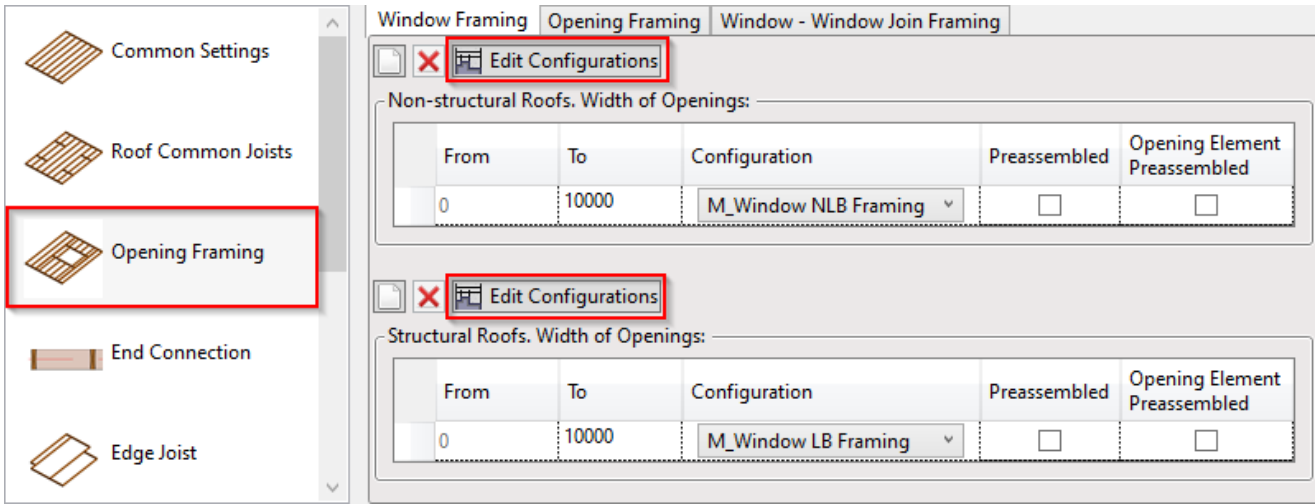 Common Settings
Roof Common Joists
Opening Framing
End Connection
Edge Joist
Window Framing Opening Framing Window - Window Join Framing
Edit Configurations
Non-structural Roofs. Width of Openings:
From To Configuration Preassembled Opening Element
Preassembled
0 10000 M_Window NLB Framing
Edit Configurations
Structural Roofs. Width of Openings:
From To Configuration Preassembled Opening Element
Preassembled
0 10000 M_Window LB Framing